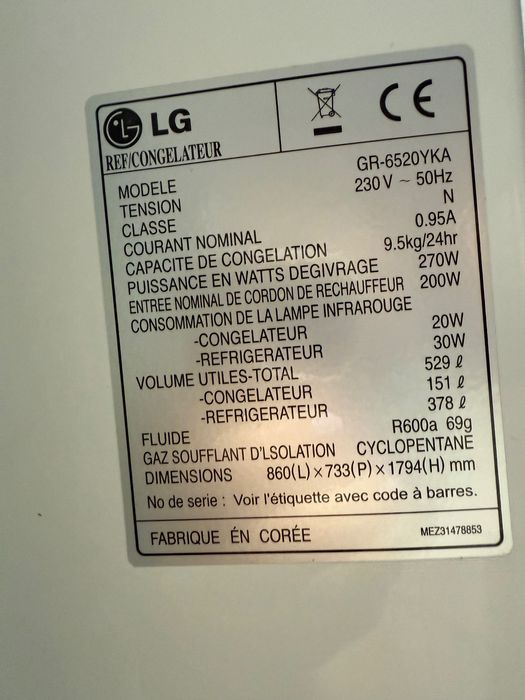 LG
REF/CONGELATEUR
CE
MODELE GR-6520YKA
TENSION 230V ~ 50Hz
CLASSE N
COURANT NOMINAL 0.95A
CAPACITE DE CONGELATION 9.5kg/24hr
PUISSANCE EN WATTS DEGIVRAGE 270W
ENTREE NOMINAL DE CORDON DE RECHAUFFEUR 200W
CONSOMMATION DE LA LAMPE INFRAROUGE
-CONGELATEUR 20W
-REFRIGERATEUR 30W
VOLUME UTILES-TOTAL 529 ℓ
-CONGELATEUR 151 ℓ
-REFRIGERATEUR 378 ℓ
FLUIDE R600a 69g
GAZ SOUFFLANT D'LSOLATION CYCLOPENTANE
DIMENSIONS 860(L)×733(P)×1794(H) mm
No de serie : Voir l'étiquette avec code à barres.
FABRIQUE ÉN CORÉE MEZ31478853